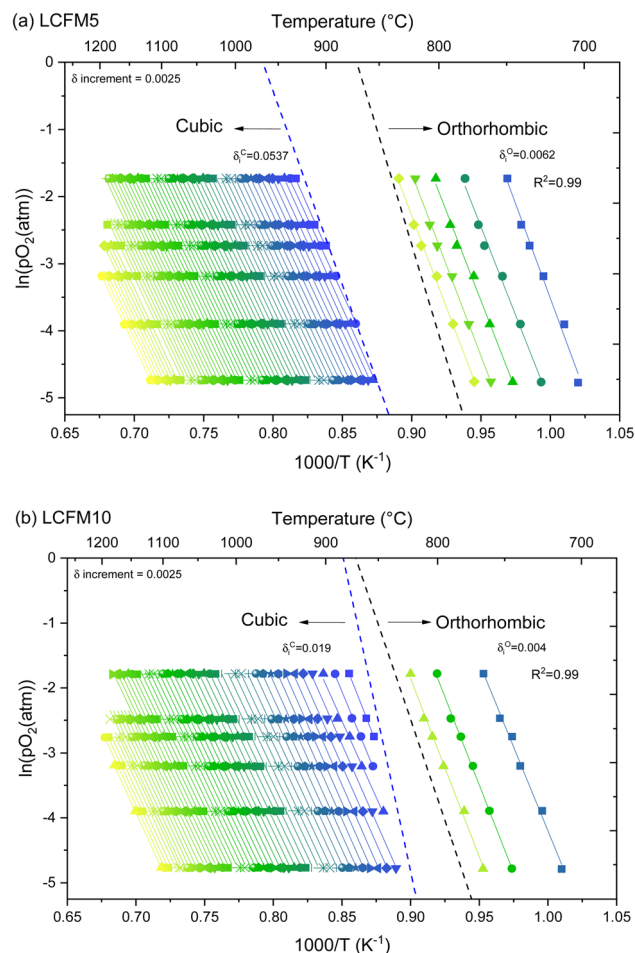 (a) LCFM5
Temperature (°C)
1200 1100 1000 900 800 700
δ increment = 0.0025
Cubic
Orthorhombic
δᵢᶜ=0.0537
δᵢᴼ=0.0062
R²=0.99
ln(pO₂(atm))
0
-1
-2
-3
-4
-5
0.65 0.70 0.75 0.80 0.85 0.90 0.95 1.00 1.05
1000/T (K⁻¹)
(b) LCFM10
Temperature (°C)
1200 1100 1000 900 800 700
δ increment = 0.0025
Cubic
Orthorhombic
δᵢᶜ=0.019
δᵢᴼ=0.004
R²=0.99
ln(pO₂(atm))
0
-1
-2
-3
-4
-5
0.65 0.70 0.75 0.80 0.85 0.90 0.95 1.00 1.05
1000/T (K⁻¹)